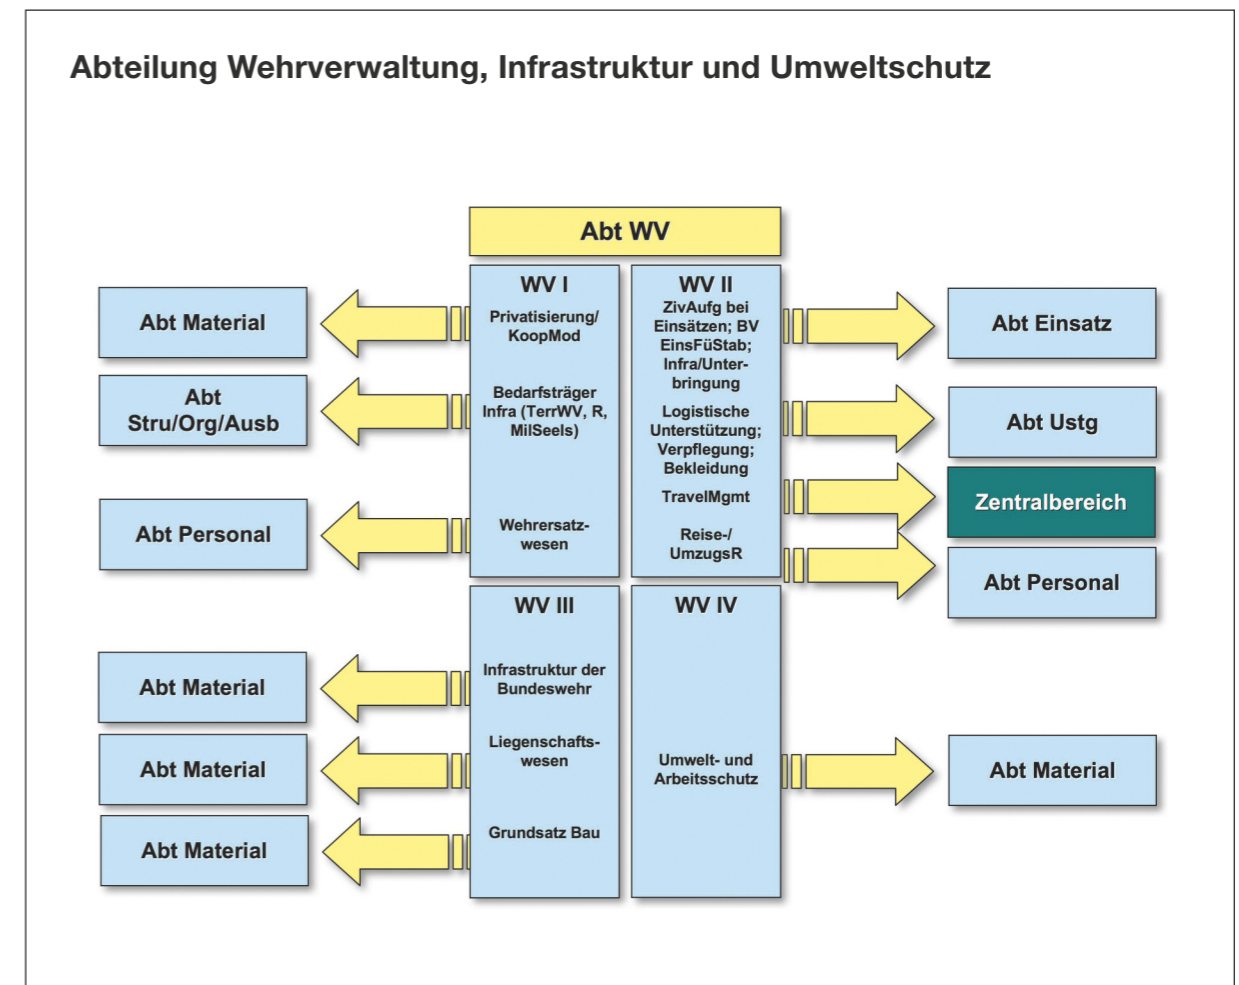 Abteilung Wehrverwaltung, Infrastruktur und Umweltschutz
Abt WV
WV I
Privatisierung/
KoopMod
Bedarfsträger
Infra (TerrWV, R,
MilSeels)
Wehrersatz-
wesen
WV II
ZivAufg bei
Einsätzen; BV
EinsFüStab;
Infra/Unter-
bringung
Logistische
Unterstützung;
Verpflegung;
Bekleidung
TravelMgmt
Reise-/
UmzugsR
WV III
Infrastruktur der
Bundeswehr
Liegenschafts-
wesen
Grundsatz Bau
WV IV
Umwelt- und
Arbeitsschutz
Abt Material
Abt
Stru/Org/Ausb
Abt Personal
Abt Material
Abt Material
Abt Material
Abt Einsatz
Abt Ustg
Zentralbereich
Abt Personal
Abt Material